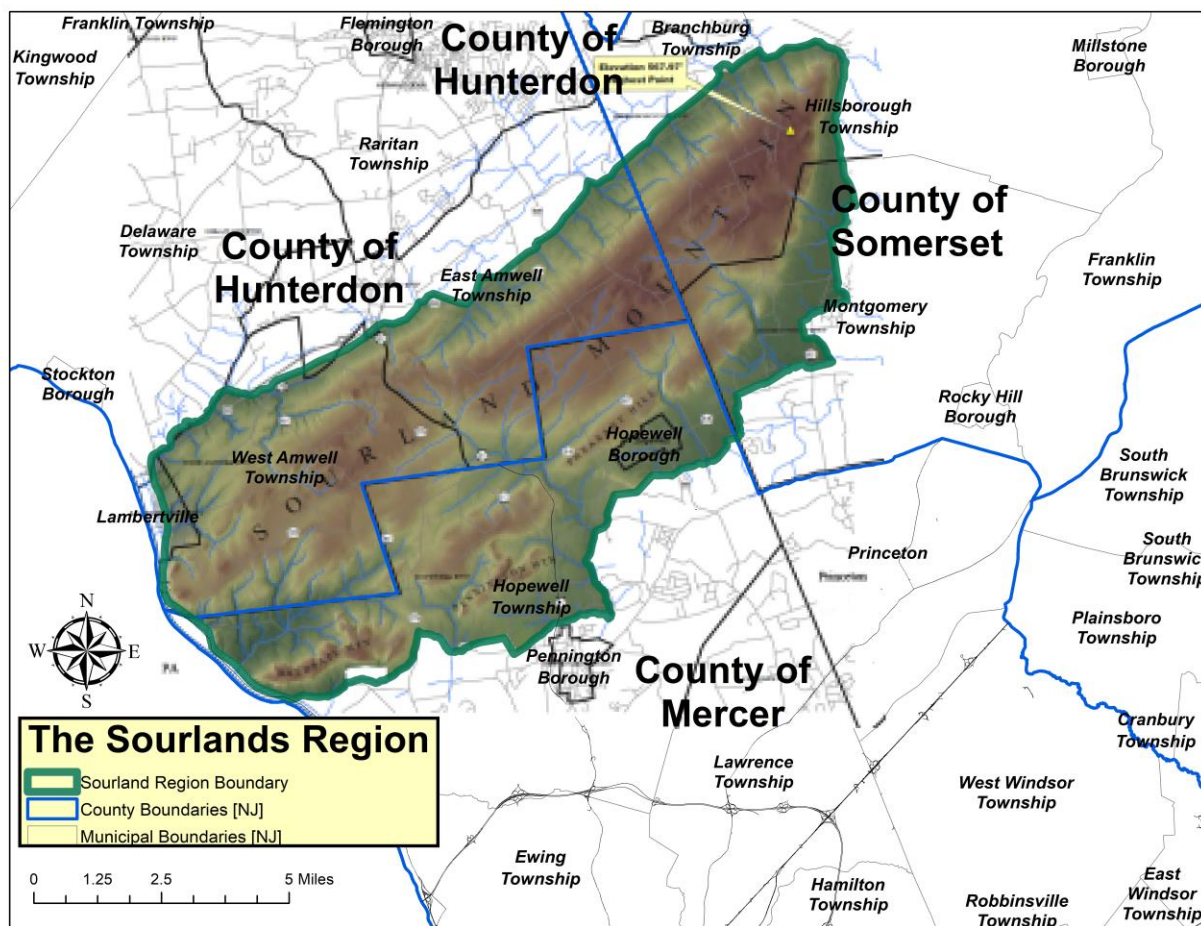 Franklin Township
Flemington
Borough
Kingwood
Township
County of
Hunterdon
Branchburg
Township
Millstone
Borough
Hillsborough
Township
Raritan
Township
County of
Somerset
Delaware
Township
County of
Hunterdon
East Amwell
Township
Franklin
Township
Montgomery
Township
SOURLAND MOUNTAIN
Stockton
Borough
Rocky Hill
Borough
Hopewell
Borough
West Amwell
Township
South
Brunswick
Township
Lambertville
Princeton
South
Brunswick
Township
Hopewell
Township
Plainsboro
Township
N
W E
S
Pennington
Borough
County of
Mercer
Cranbury
Township
Lawrence
Township
West Windsor
Township
The Sourlands Region
Sourland Region Boundary
County Boundaries [NJ]
Municipal Boundaries [NJ]
Ewing
Township
Hamilton
Township
Robbinsville
Township
East
Windsor
Township
0 1.25 2.5 5 Miles